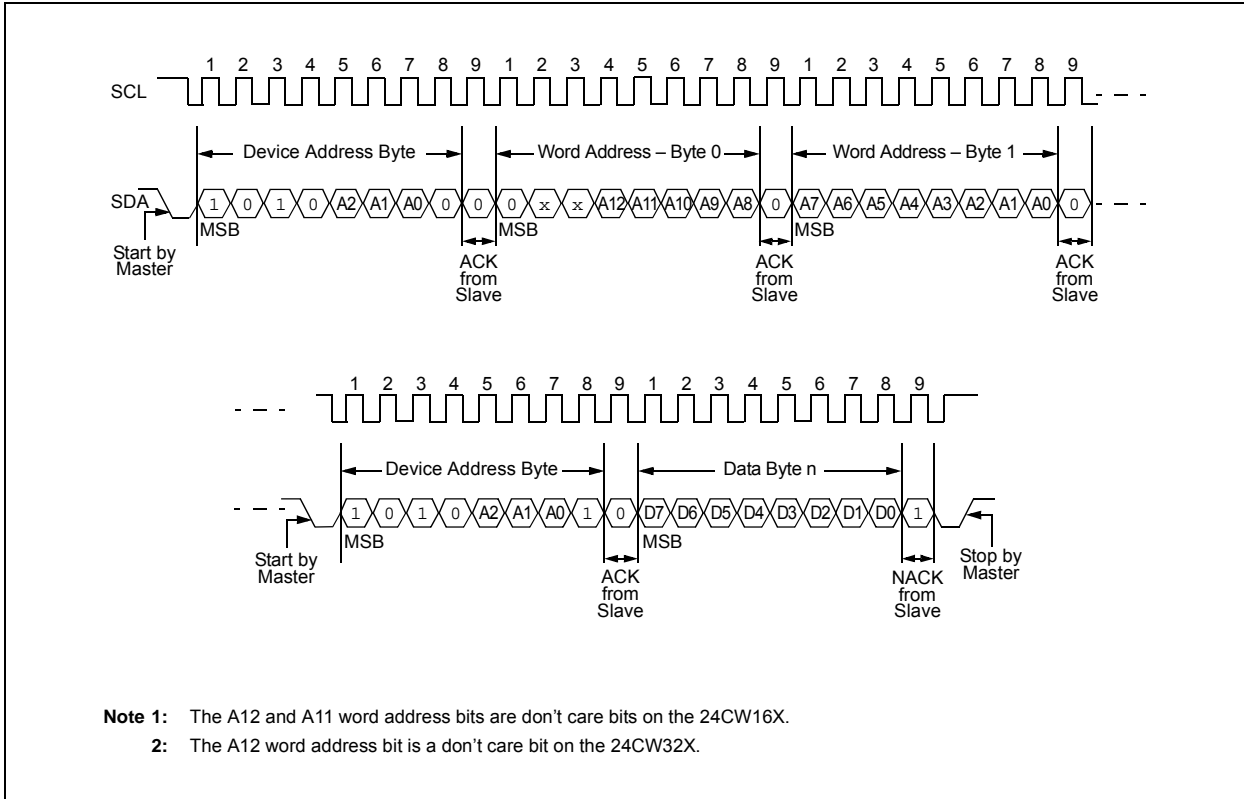 1 2 3 4 5 6 7 8 9 1 2 3 4 5 6 7 8 9 1 2 3 4 5 6 7 8 9
SCL
Device Address Byte Word Address – Byte 0 Word Address – Byte 1
SDA 1 0 1 0 A2 A1 A0 0 0 0 x x A12 A11 A10 A9 A8 0 A7 A6 A5 A4 A3 A2 A1 A0 0
MSB MSB MSB
Start by
Master
ACK
from
Slave
ACK
from
Slave
ACK
from
Slave
1 2 3 4 5 6 7 8 9 1 2 3 4 5 6 7 8 9
Device Address Byte Data Byte n
1 0 1 0 A2 A1 A0 1 0 D7 D6 D5 D4 D3 D2 D1 D0 1
MSB MSB
Start by
Master
ACK
from
Slave
NACK
from
Slave
Stop by
Master
Note 1: The A12 and A11 word address bits are don’t care bits on the 24CW16X.
2: The A12 word address bit is a don’t care bit on the 24CW32X.